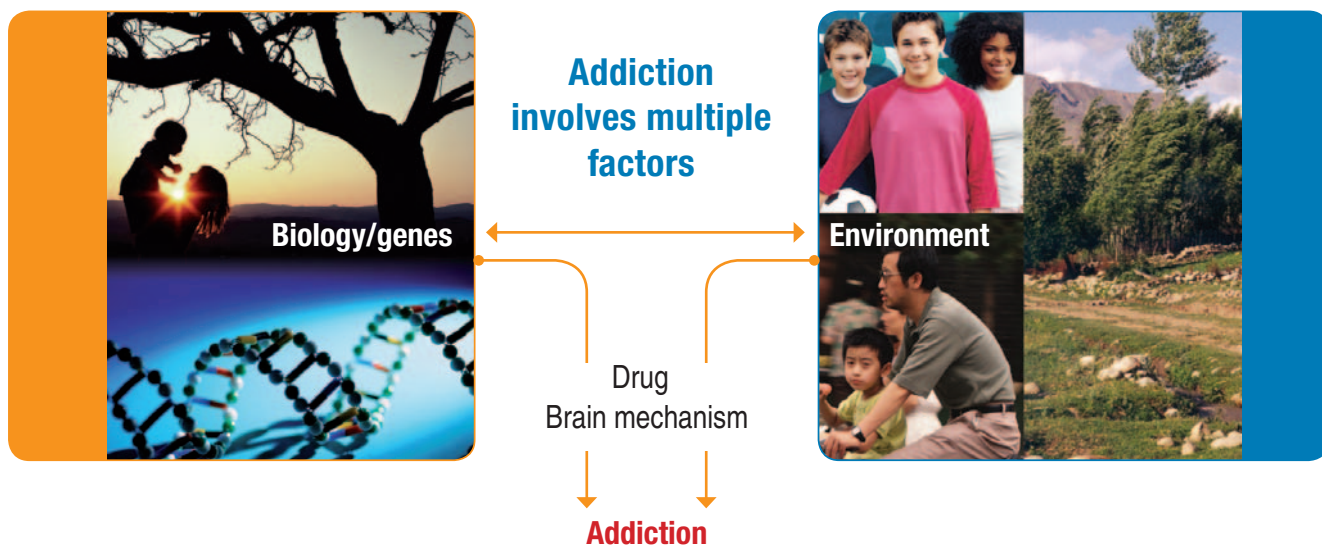 Addiction
involves multiple
factors
Biology/genes
Environment
Drug
Brain mechanism
Addiction